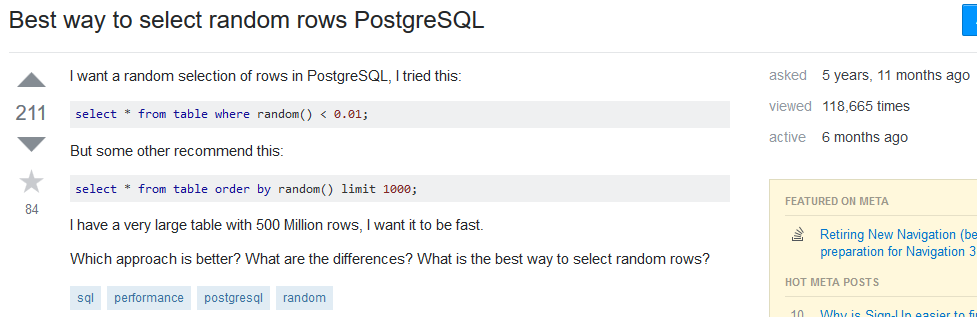 Best way to select random rows PostgreSQL
I want a random selection of rows in PostgreSQL, I tried this:
211
select * from table where random() < 0.01;
But some other recommend this:
select * from table order by random() limit 1000;
84
I have a very large table with 500 Million rows, I want it to be fast.
Which approach is better? What are the differences? What is the best way to select random rows?
sql performance postgresql random
asked 5 years, 11 months ago
viewed 118,665 times
active 6 months ago
FEATURED ON META
Retiring New Navigation (be
preparation for Navigation 3
HOT META POSTS
10 Why is Sign-Up easier to fi